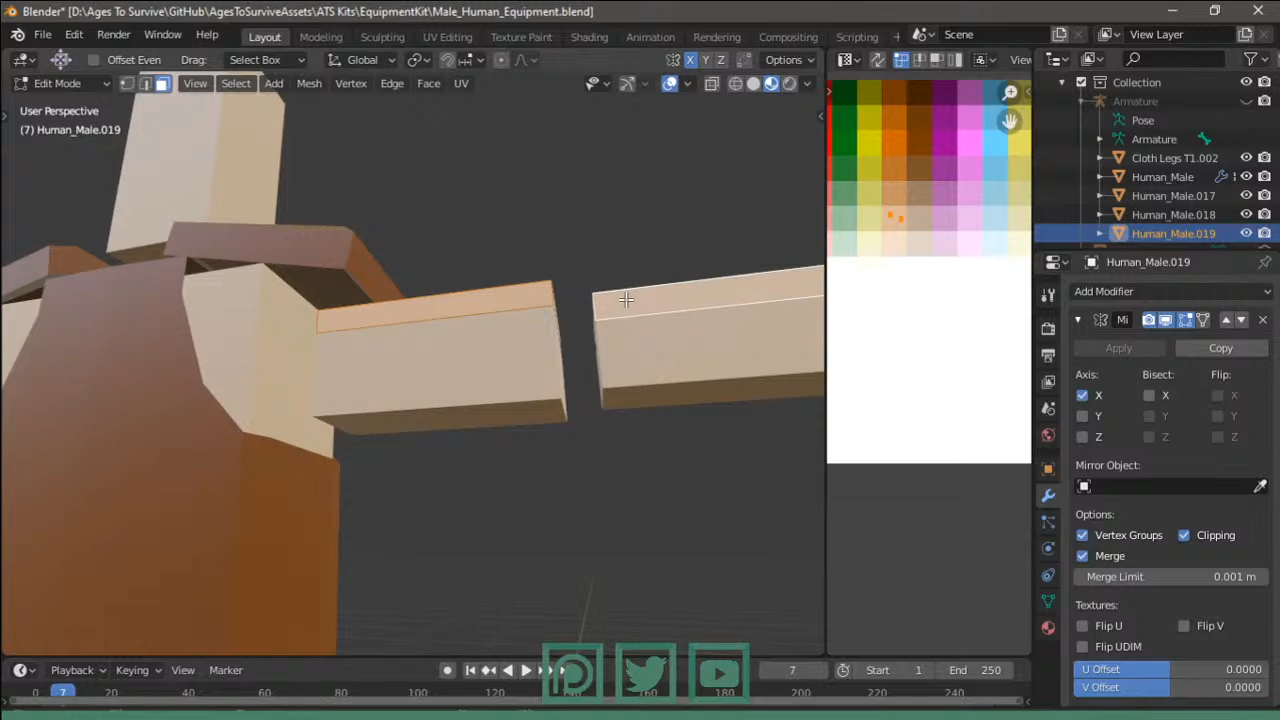 Blender* [D:\Ages To Survive\GitHub\AgesToSurviveAssets\ATS Kits\EquipmentKit\Male_Human_Equipment.blend]
File Edit Render Window Help Layout Modeling Sculpting UV Editing Texture Paint Shading Animation Rendering Compositing Scripting Scene View Layer
Offset Even Drag: Select Box Global X Y Z Options
Edit Mode View Select Add Mesh Vertex Edge Face UV
User Perspective
(7) Human_Male.019
Collection
Armature
Pose
Armature
Cloth Legs T1.002
Human_Male
Human_Male.017
Human_Male.018
Human_Male.019
Human_Male.019
Add Modifier
Mi
Apply Copy
Axis: Bisect: Flip:
X X X
Y Y Y
Z Z Z
Mirror Object:
Options:
Vertex Groups Clipping
Merge
Merge Limit 0.001 m
Textures:
Flip U Flip V
Flip UDIM
U Offset 0.0000
V Offset 0.0000
Playback Keying View Marker 7 Start 1 End 250
0 7 20 40 60 80 100 120 140 160 180 200 220 240